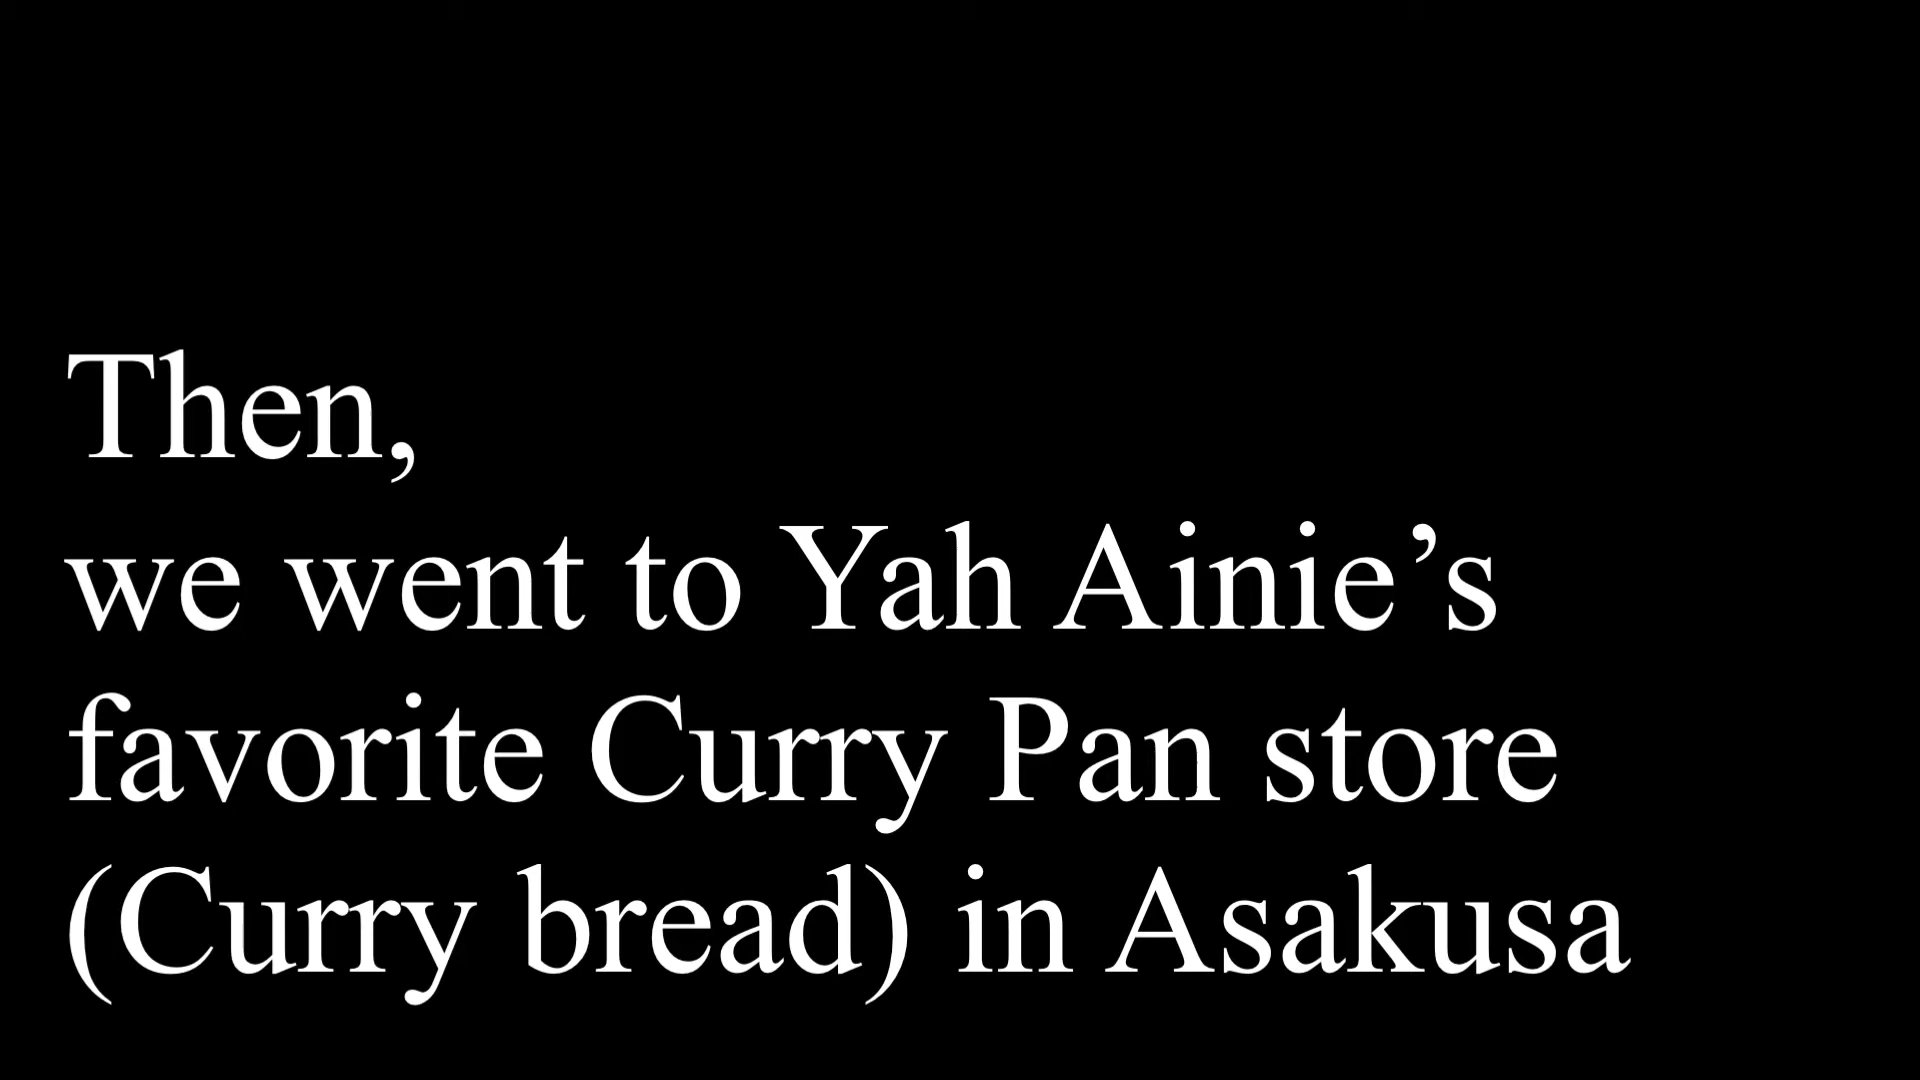 Then,
we went to Yah Ainie’s
favorite Curry Pan store
(Curry bread) in Asakusa